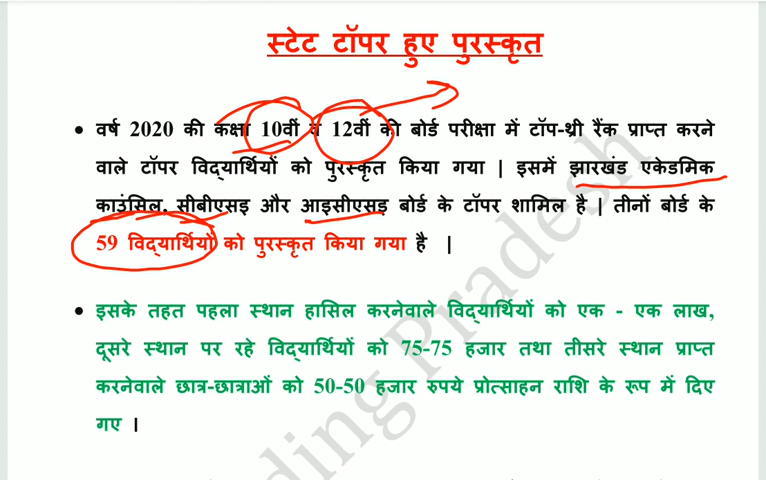 स्टेट टॉपर हुए पुरस्कृत
• वर्ष 2020 की कक्षा 10वीं व 12वीं की बोर्ड परीक्षा में टॉप-थ्री रैंक प्राप्त करने
वाले टॉपर विद्यार्थियों को पुरस्कृत किया गया | इसमें झारखंड एकेडमिक
काउंसिल, सीबीएसइ और आइसीएसइ बोर्ड के टॉपर शामिल है | तीनों बोर्ड के
59 विद्यार्थियों को पुरस्कृत किया गया है |
• इसके तहत पहला स्थान हासिल करनेवाले विद्यार्थियों को एक - एक लाख,
दूसरे स्थान पर रहे विद्यार्थियों को 75-75 हजार तथा तीसरे स्थान प्राप्त
करनेवाले छात्र-छात्राओं को 50-50 हजार रुपये प्रोत्साहन राशि के रूप में दिए
गए |
ding Pradesh